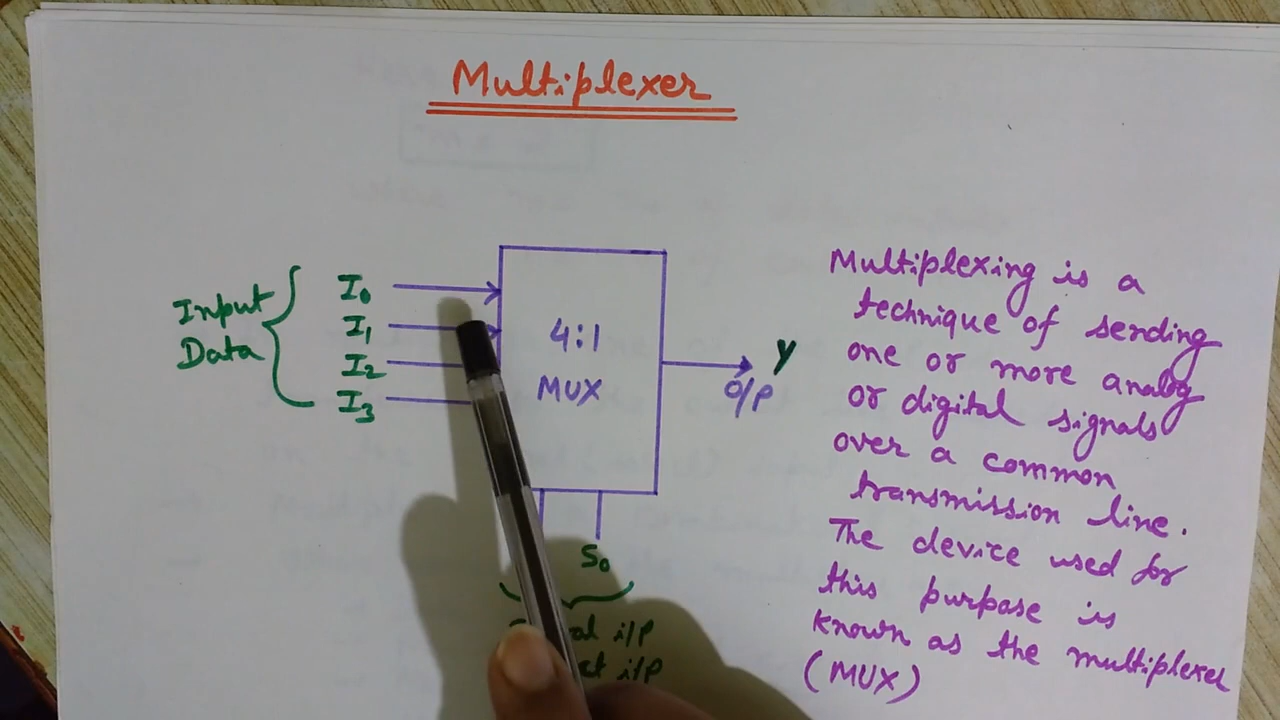 Multiplexer
Input
Data
I0
I1
I2
I3
4:1
MUX
Y
O/P
S0
i/P
i/P
Multiplexing is a
technique of sending
one or more analog
or digital signals
over a common
transmission line.
The device used for
this purpose is
known as the multiplexer
(MUX)